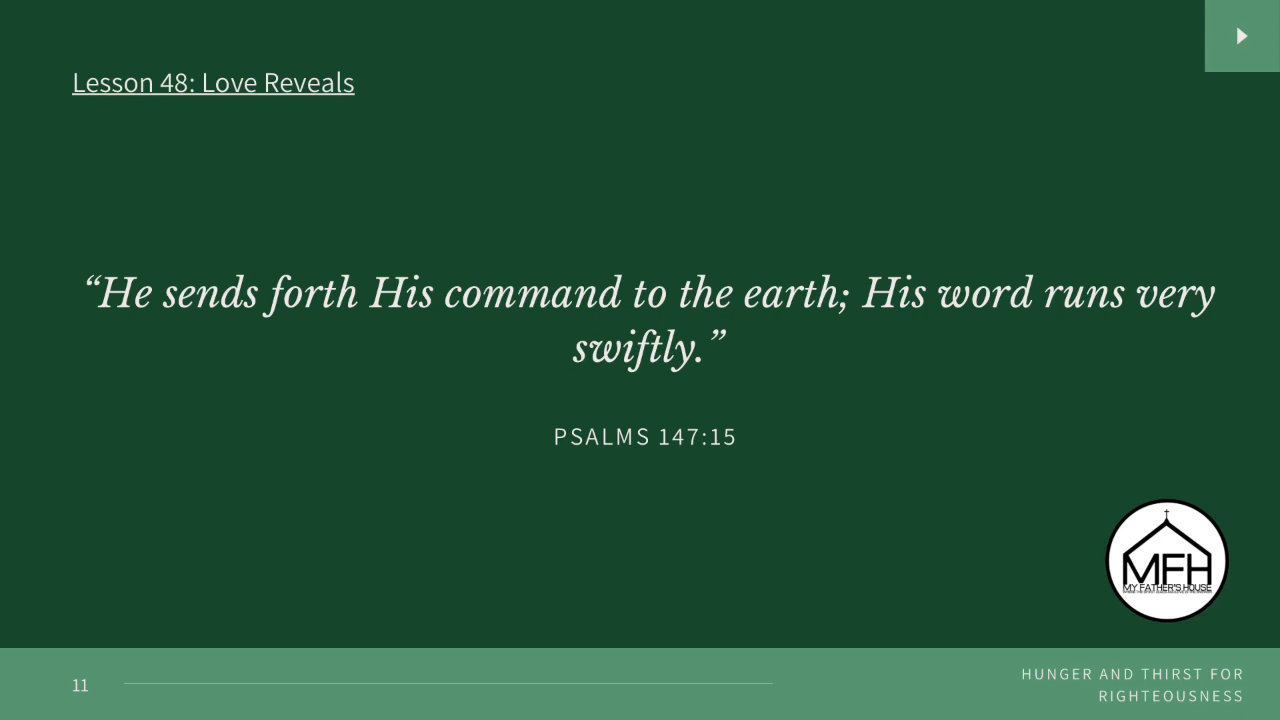 Lesson 48: Love Reveals
“He sends forth His command to the earth; His word runs very
swiftly.”
PSALMS 147:15
MFH
MY FATHER'S HOUSE
11
HUNGER AND THIRST FOR
RIGHTEOUSNESS